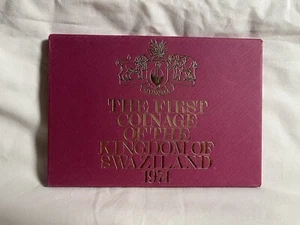 THE FIRST
COINAGE
OF THE
KINGDOM OF
SWAZILAND
1974